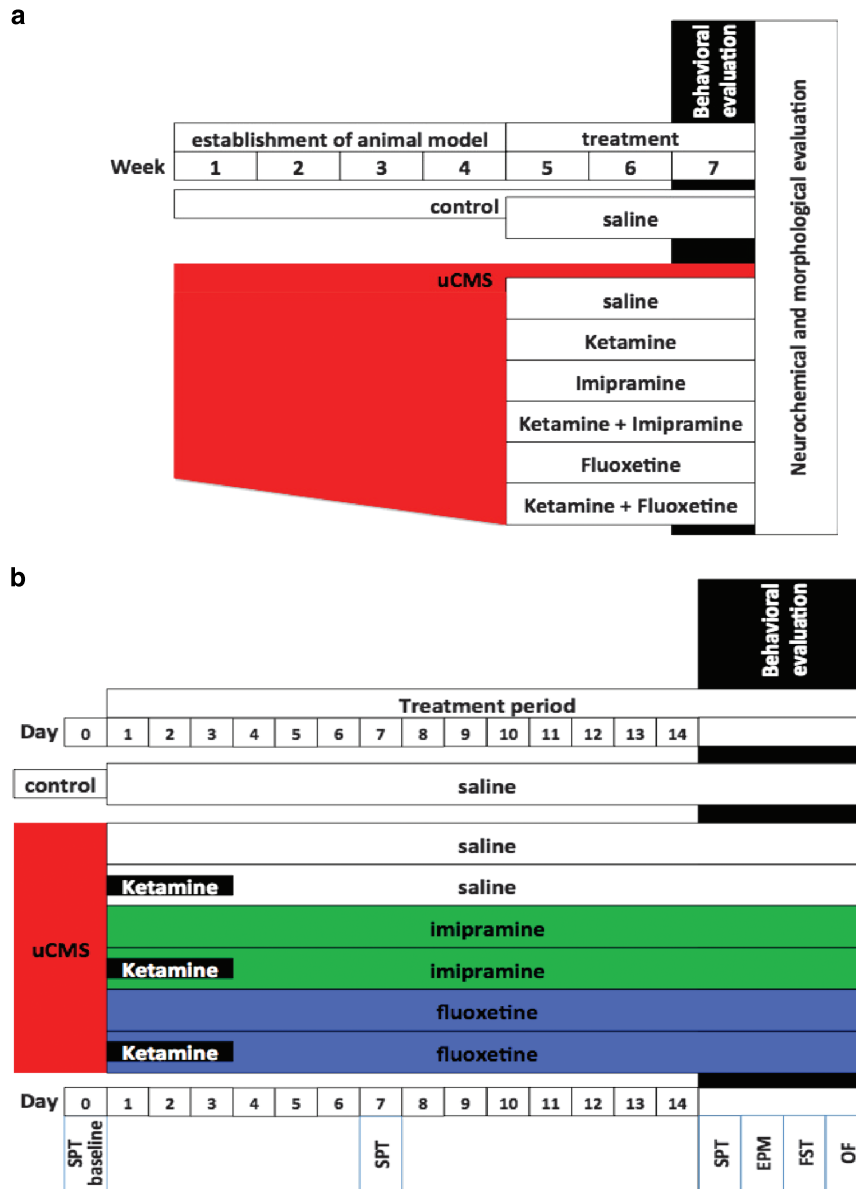 a
Behavioral
evaluation
establishment of animal model treatment
Week 1 2 3 4 5 6 7
control
saline
uCMS
saline
Ketamine
Imipramine
Ketamine + Imipramine
Fluoxetine
Ketamine + Fluoxetine
Neurochemical and morphological evaluation
b
Behavioral
evaluation
Treatment period
Day 0 1 2 3 4 5 6 7 8 9 10 11 12 13 14
control saline
saline
Ketamine saline
uCMS
imipramine
Ketamine imipramine
fluoxetine
Ketamine fluoxetine
Day 0 1 2 3 4 5 6 7 8 9 10 11 12 13 14
SPT
baseline
SPT
SPT
EPM
FST
OF